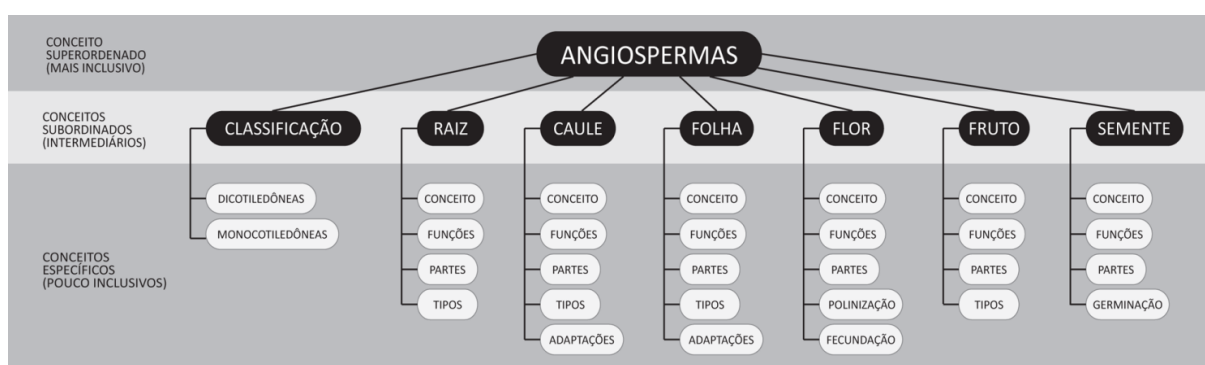 CONCEITO
SUPERORDENADO
(MAIS INCLUSIVO)
ANGIOSPERMAS
CONCEITOS
SUBORDINADOS
(INTERMEDIÁRIOS)
CLASSIFICAÇÃO
RAIZ
CAULE
FOLHA
FLOR
FRUTO
SEMENTE
CONCEITOS
ESPECÍFICOS
(POUCO INCLUSIVOS)
DICOTILEDÔNEAS
MONOCOTILEDÔNEAS
CONCEITO
FUNÇÕES
PARTES
TIPOS
CONCEITO
FUNÇÕES
PARTES
TIPOS
ADAPTAÇÕES
CONCEITO
FUNÇÕES
PARTES
TIPOS
ADAPTAÇÕES
CONCEITO
FUNÇÕES
PARTES
POLINIZAÇÃO
FECUNDAÇÃO
CONCEITO
FUNÇÕES
PARTES
TIPOS
CONCEITO
FUNÇÕES
PARTES
GERMINAÇÃO